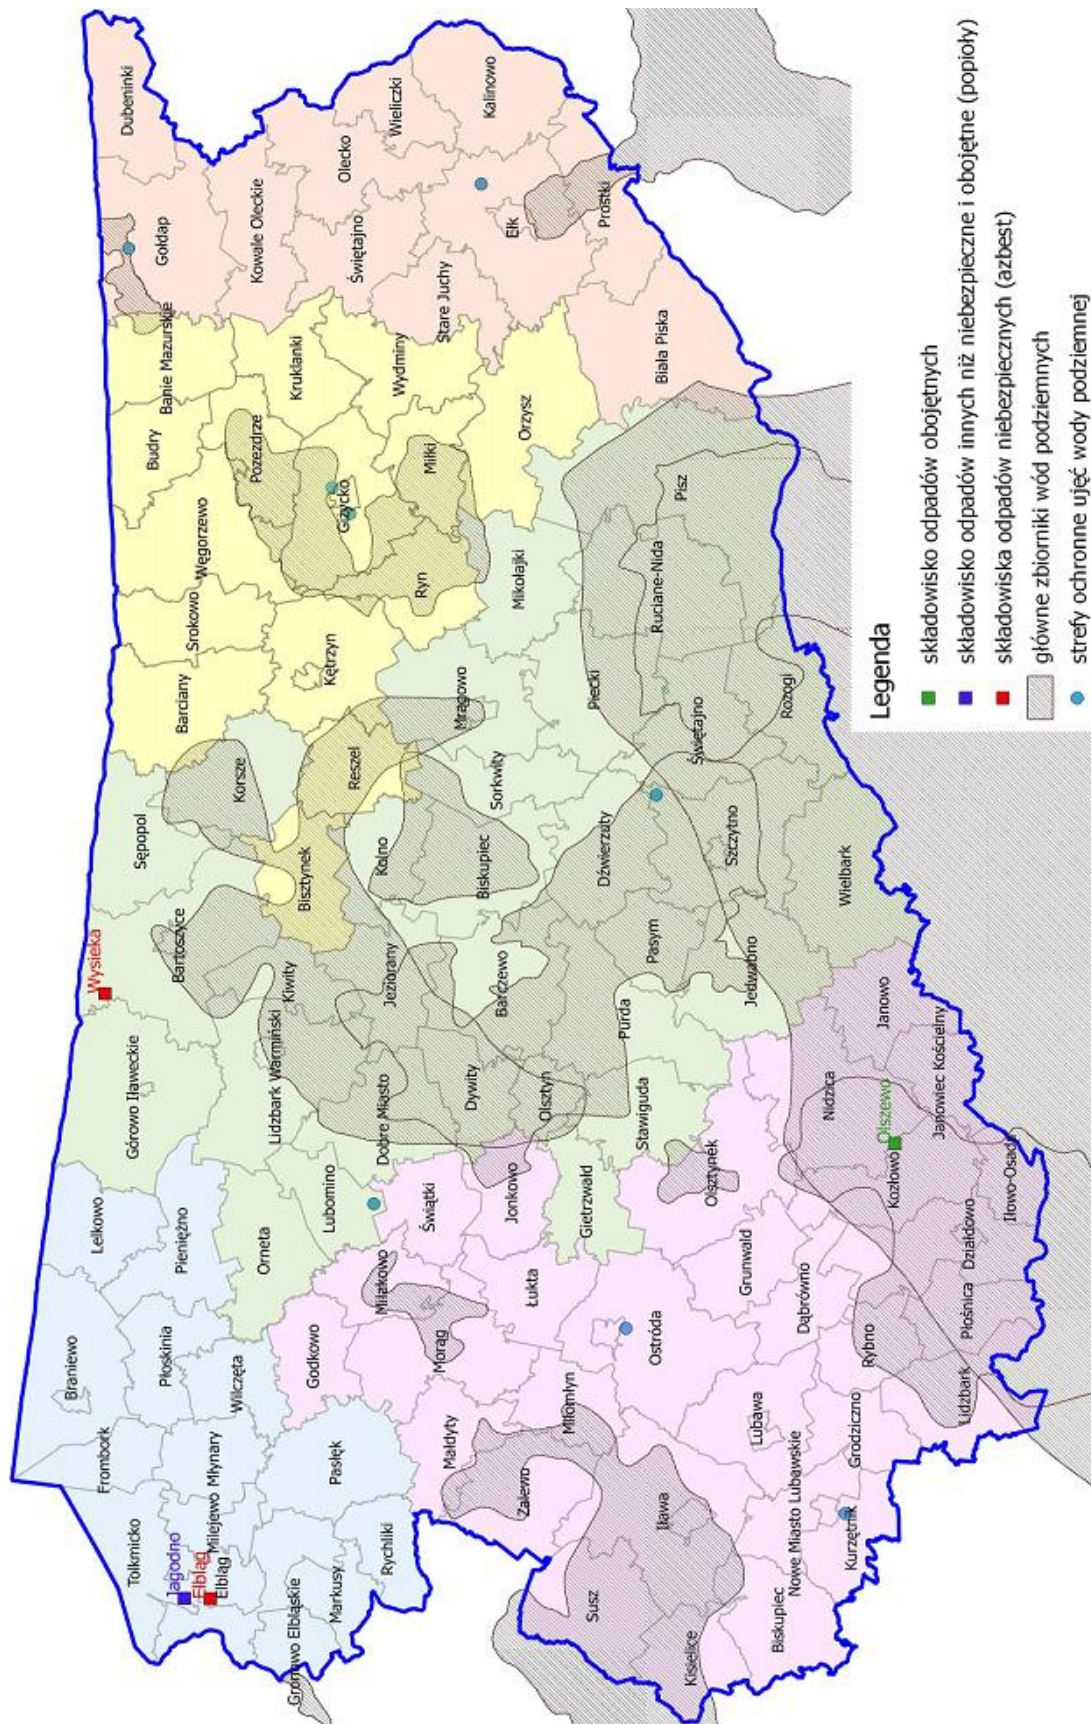 Dubeninki
Gołdap
Banie Mazurskie
Budry
Węgorzewo
Srokowo
Barciany
Kowale Oleckie
Olecko
Wieliczki
Kalinowo
Świętajno
Stare Juchy
Ełk
Prostki
Biała Piska
Kruklanki
Pozezdrze
Giżycko
Wydminy
Miłki
Orzysz
Ryn
Kętrzyn
Mikołajki
Pisz
Ruciane-Nida
Piecki
Mrągowo
Reszel
Korsze
Sępopol
Bisztynek
Kolno
Sorkwity
Biskupiec
Dźwierzuty
Świętajno
Rozogi
Szczytno
Wielbark
Pasym
Jedwabno
Wysieka
Bartoszyce
Górowo Iławeckie
Lidzbark Warmiński
Kiwity
Jeziorany
Barczewo
Purda
Dobre Miasto
Dywity
Olsztyn
Stawiguda
Lubomino
Orneta
Świątki
Jonkowo
Gietrzwałd
Olsztynek
Nidzica
Janowo
Janowiec Kościelny
Olszewo
Kozłowo
Iłowo-Osada
Działdowo
Płośnica
Rybno
Lidzbark
Lelkowo
Pieniężno
Braniewo
Płoskinia
Wilczęta
Frombork
Młynary
Milejewo
Tolkmicko
Jagodno
Elbląg
Elbląg
Pasłęk
Rychliki
Markusy
Gronowo Elbląskie
Godkowo
Miłakowo
Morąg
Łukta
Małdyty
Miłomłyn
Zalewo
Ostróda
Grunwald
Dąbrówno
Lubawa
Iława
Susz
Kisielice
Biskupiec
Nowe Miasto Lubawskie
Kurzętnik
Grodziczno
Legenda
składowisko odpadów obojętnych
składowisko odpadów innych niż niebezpieczne i obojętne (popioły)
składowiska odpadów niebezpiecznych (azbest)
główne zbiorniki wód podziemnych
strefy ochronne ujęć wody podziemnej